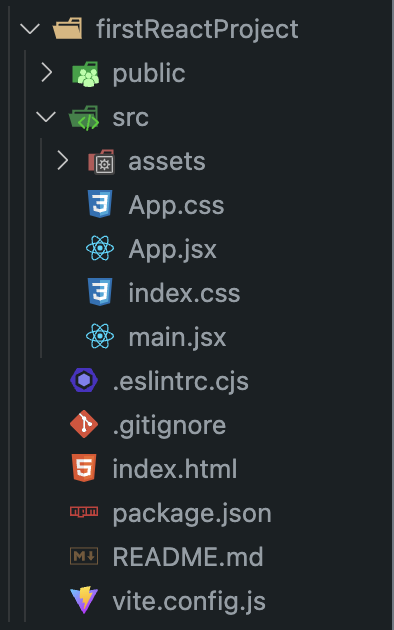 firstReactProject
public
src
assets
App.css
App.jsx
index.css
main.jsx
.eslintrc.cjs
.gitignore
index.html
package.json
README.md
vite.config.js